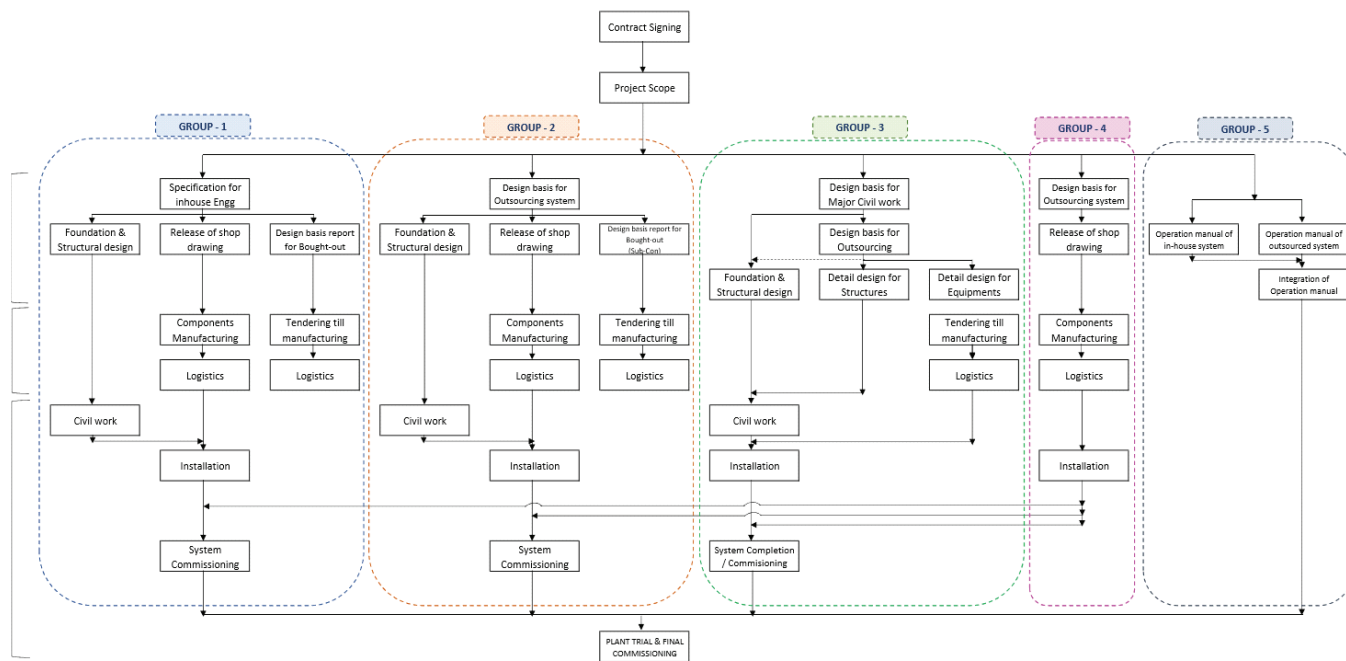 Contract Signing
Project Scope
GROUP - 1
GROUP - 2
GROUP - 3
GROUP - 4
GROUP - 5
Specification for
inhouse Engg
Design basis for
Outsourcing system
Design basis for
Major Civil work
Design basis for
Outsourcing system
Foundation &
Structural design
Release of shop
drawing
Design basis report
for Bought-out
Foundation &
Structural design
Release of shop
drawing
Design basis report
for Bought-out
(Sub-Con)
Design basis for
Outsourcing
Release of shop
drawing
Operation manual of
in-house system
Operation manual of
outsourced system
Foundation &
Structural design
Detail design for
Structures
Detail design for
Equipments
Integration of
Operation manual
Components
Manufacturing
Tendering till
manufacturing
Components
Manufacturing
Tendering till
manufacturing
Tendering till
manufacturing
Components
Manufacturing
Logistics
Logistics
Logistics
Logistics
Logistics
Logistics
Civil work
Civil work
Civil work
Installation
Installation
Installation
Installation
System
Commissioning
System
Commissioning
System Completion
/ Commisioning
PLANT TRIAL & FINAL
COMMISSIONING